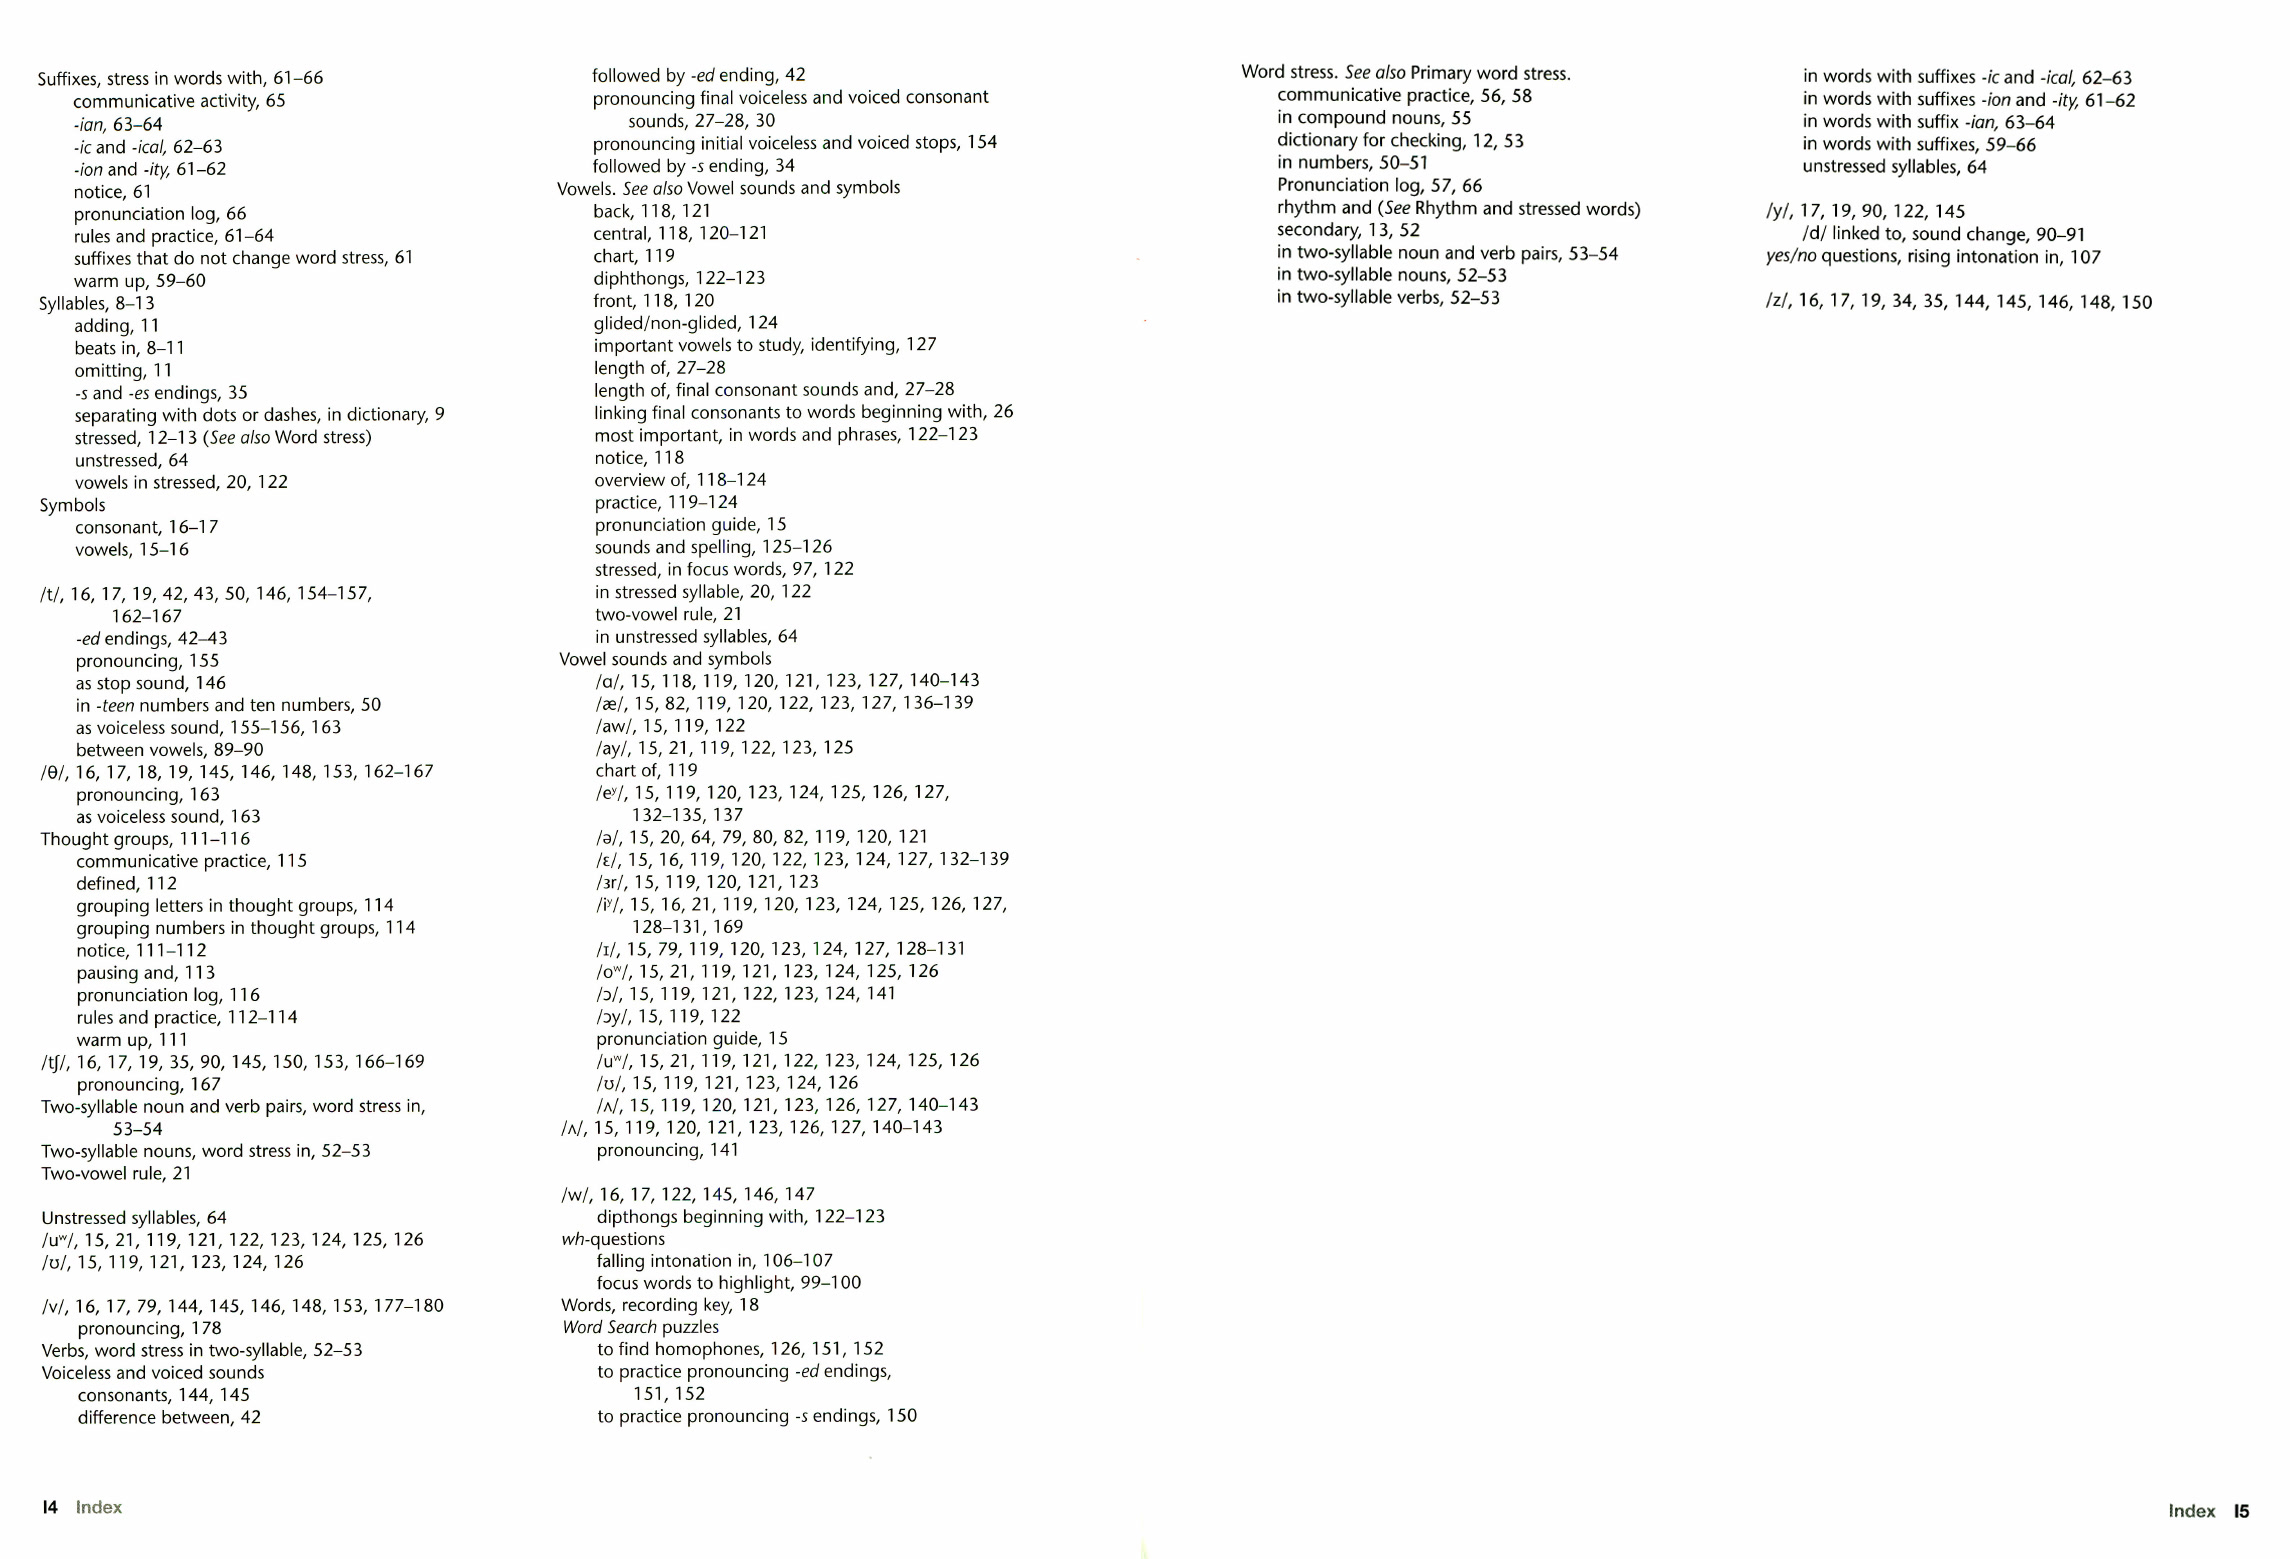 Suffixes, stress in words with, 61–66
communicative activity, 65
-ian, 63–64
-ic and -ical, 62–63
-ion and -ity, 61–62
notice, 61
pronunciation log, 66
rules and practice, 61–64
suffixes that do not change word stress, 61
warm up, 59–60
Syllables, 8–13
adding, 11
beats in, 8–11
omitting, 11
-s and -es endings, 35
separating with dots or dashes, in dictionary, 9
stressed, 12–13 (See also Word stress)
unstressed, 64
vowels in stressed, 20, 122
Symbols
consonant, 16–17
vowels, 15–16
/t/, 16, 17, 19, 42, 43, 50, 146, 154–157,
162–167
-ed endings, 42–43
pronouncing, 155
as stop sound, 146
in -teen numbers and ten numbers, 50
as voiceless sound, 155–156, 163
between vowels, 89–90
/θ/, 16, 17, 18, 19, 145, 146, 148, 153, 162–167
pronouncing, 163
as voiceless sound, 163
Thought groups, 111–116
communicative practice, 115
defined, 112
grouping letters in thought groups, 114
grouping numbers in thought groups, 114
notice, 111–112
pausing and, 113
pronunciation log, 116
rules and practice, 112–114
warm up, 111
/tʃ/, 16, 17, 19, 35, 90, 145, 150, 153, 166–169
pronouncing, 167
Two-syllable noun and verb pairs, word stress in,
53–54
Two-syllable nouns, word stress in, 52–53
Two-vowel rule, 21
Unstressed syllables, 64
/uʷ/, 15, 21, 119, 121, 122, 123, 124, 125, 126
/ʊ/, 15, 119, 121, 123, 124, 126
/v/, 16, 17, 79, 144, 145, 146, 148, 153, 177–180
pronouncing, 178
Verbs, word stress in two-syllable, 52–53
Voiceless and voiced sounds
consonants, 144, 145
difference between, 42
followed by -ed ending, 42
pronouncing final voiceless and voiced consonant
sounds, 27–28, 30
pronouncing initial voiceless and voiced stops, 154
followed by -s ending, 34
Vowels. See also Vowel sounds and symbols
back, 118, 121
central, 118, 120–121
chart, 119
diphthongs, 122–123
front, 118, 120
glided/non-glided, 124
important vowels to study, identifying, 127
length of, 27–28
length of, final consonant sounds and, 27–28
linking final consonants to words beginning with, 26
most important, in words and phrases, 122–123
notice, 118
overview of, 118–124
practice, 119–124
pronunciation guide, 15
sounds and spelling, 125–126
stressed, in focus words, 97, 122
in stressed syllable, 20, 122
two-vowel rule, 21
in unstressed syllables, 64
Vowel sounds and symbols
/ɑ/, 15, 118, 119, 120, 121, 123, 127, 140–143
/æ/, 15, 82, 119, 120, 122, 123, 127, 136–139
/aw/, 15, 119, 122
/ay/, 15, 21, 119, 122, 123, 125
chart of, 119
/eʸ/, 15, 119, 120, 123, 124, 125, 126, 127,
132–135, 137
/ə/, 15, 20, 64, 79, 80, 82, 119, 120, 121
/ɛ/, 15, 16, 119, 120, 122, 123, 124, 127, 132–139
/ɜr/, 15, 119, 120, 121, 123
/iʸ/, 15, 16, 21, 119, 120, 123, 124, 125, 126, 127,
128–131, 169
/ɪ/, 15, 79, 119, 120, 123, 124, 127, 128–131
/oʷ/, 15, 21, 119, 121, 123, 124, 125, 126
/ɔ/, 15, 119, 121, 122, 123, 124, 141
/ɔy/, 15, 119, 122
pronunciation guide, 15
/uʷ/, 15, 21, 119, 121, 122, 123, 124, 125, 126
/ʊ/, 15, 119, 121, 123, 124, 126
/ʌ/, 15, 119, 120, 121, 123, 126, 127, 140–143
/ʌ/, 15, 119, 120, 121, 123, 126, 127, 140–143
pronouncing, 141
/w/, 16, 17, 122, 145, 146, 147
dipthongs beginning with, 122–123
wh-questions
falling intonation in, 106–107
focus words to highlight, 99–100
Words, recording key, 18
Word Search puzzles
to find homophones, 126, 151, 152
to practice pronouncing -ed endings,
151, 152
to practice pronouncing -s endings, 150
I4 Index
Word stress. See also Primary word stress.
communicative practice, 56, 58
in compound nouns, 55
dictionary for checking, 12, 53
in numbers, 50–51
Pronunciation log, 57, 66
rhythm and (See Rhythm and stressed words)
secondary, 13, 52
in two-syllable noun and verb pairs, 53–54
in two-syllable nouns, 52–53
in two-syllable verbs, 52–53
in words with suffixes -ic and -ical, 62–63
in words with suffixes -ion and -ity, 61–62
in words with suffix -ian, 63–64
in words with suffixes, 59–66
unstressed syllables, 64
/y/, 17, 19, 90, 122, 145
/d/ linked to, sound change, 90–91
yes/no questions, rising intonation in, 107
/z/, 16, 17, 19, 34, 35, 144, 145, 146, 148, 150
Index I5